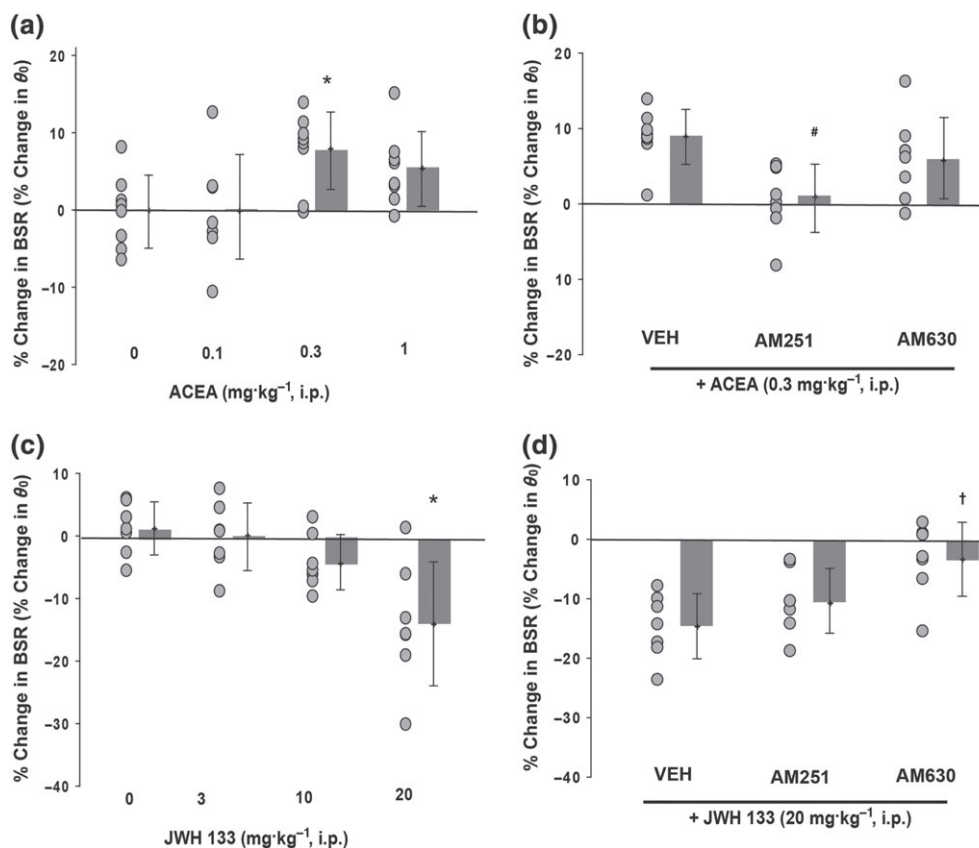 (a)
% Change in BSR (% Change in θ0)
20
10
0
−10
−20
*
0 0.1 0.3 1
ACEA (mg·kg−1, i.p.)
(b)
% Change in BSR (% Change in θ0)
20
10
0
10
20
#
VEH AM251 AM630
+ ACEA (0.3 mg·kg−1, i.p.)
(c)
% Change in BSR (% Change in θ0)
10
0
−10
−20
−30
−40
*
0 3 10 20
JWH 133 (mg·kg−1, i.p.)
(d)
% Change in BSR (% Change in θ0)
10
0
−10
−20
−30
−40
†
VEH AM251 AM630
+ JWH 133 (20 mg·kg−1, i.p.)